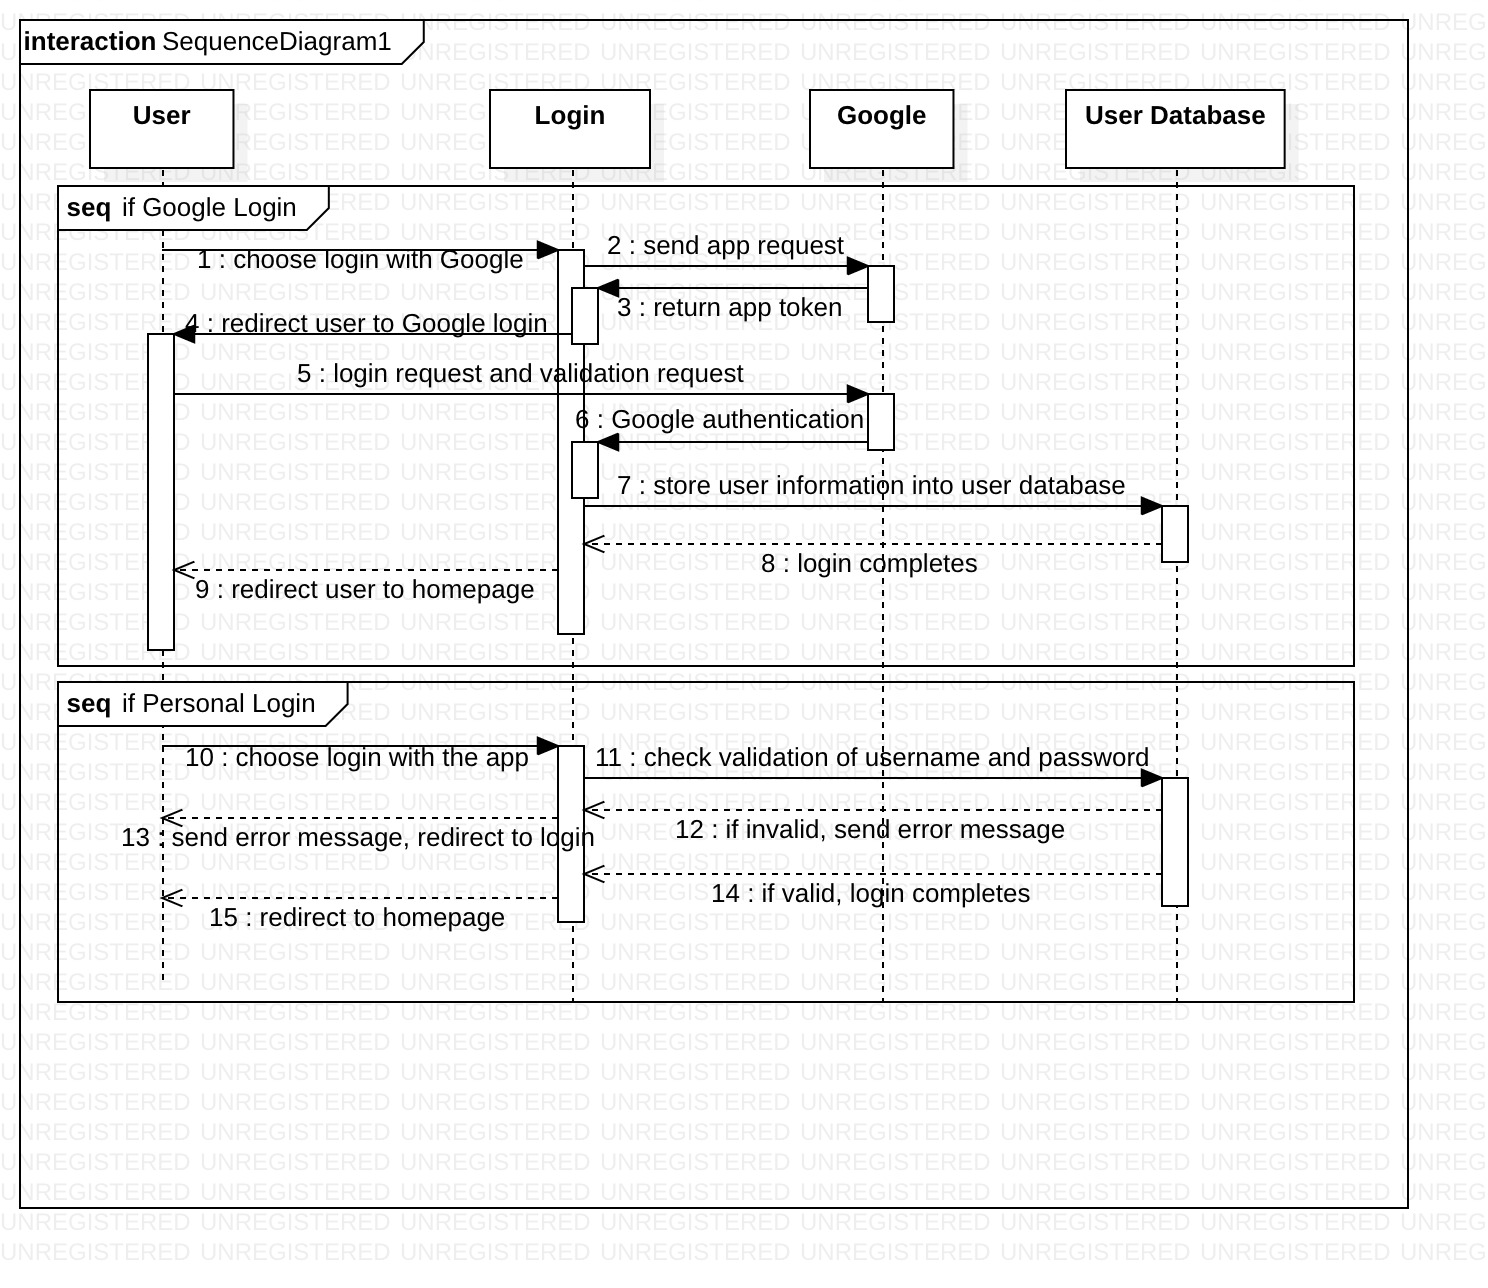 interaction SequenceDiagram1
User
Login
Google
User Database
seq if Google Login
1 : choose login with Google
2 : send app request
3 : return app token
4 : redirect user to Google login
5 : login request and validation request
6 : Google authentication
7 : store user information into user database
8 : login completes
9 : redirect user to homepage
seq if Personal Login
10 : choose login with the app
11 : check validation of username and password
12 : if invalid, send error message
13 : send error message, redirect to login
14 : if valid, login completes
15 : redirect to homepage
UNREGISTERED